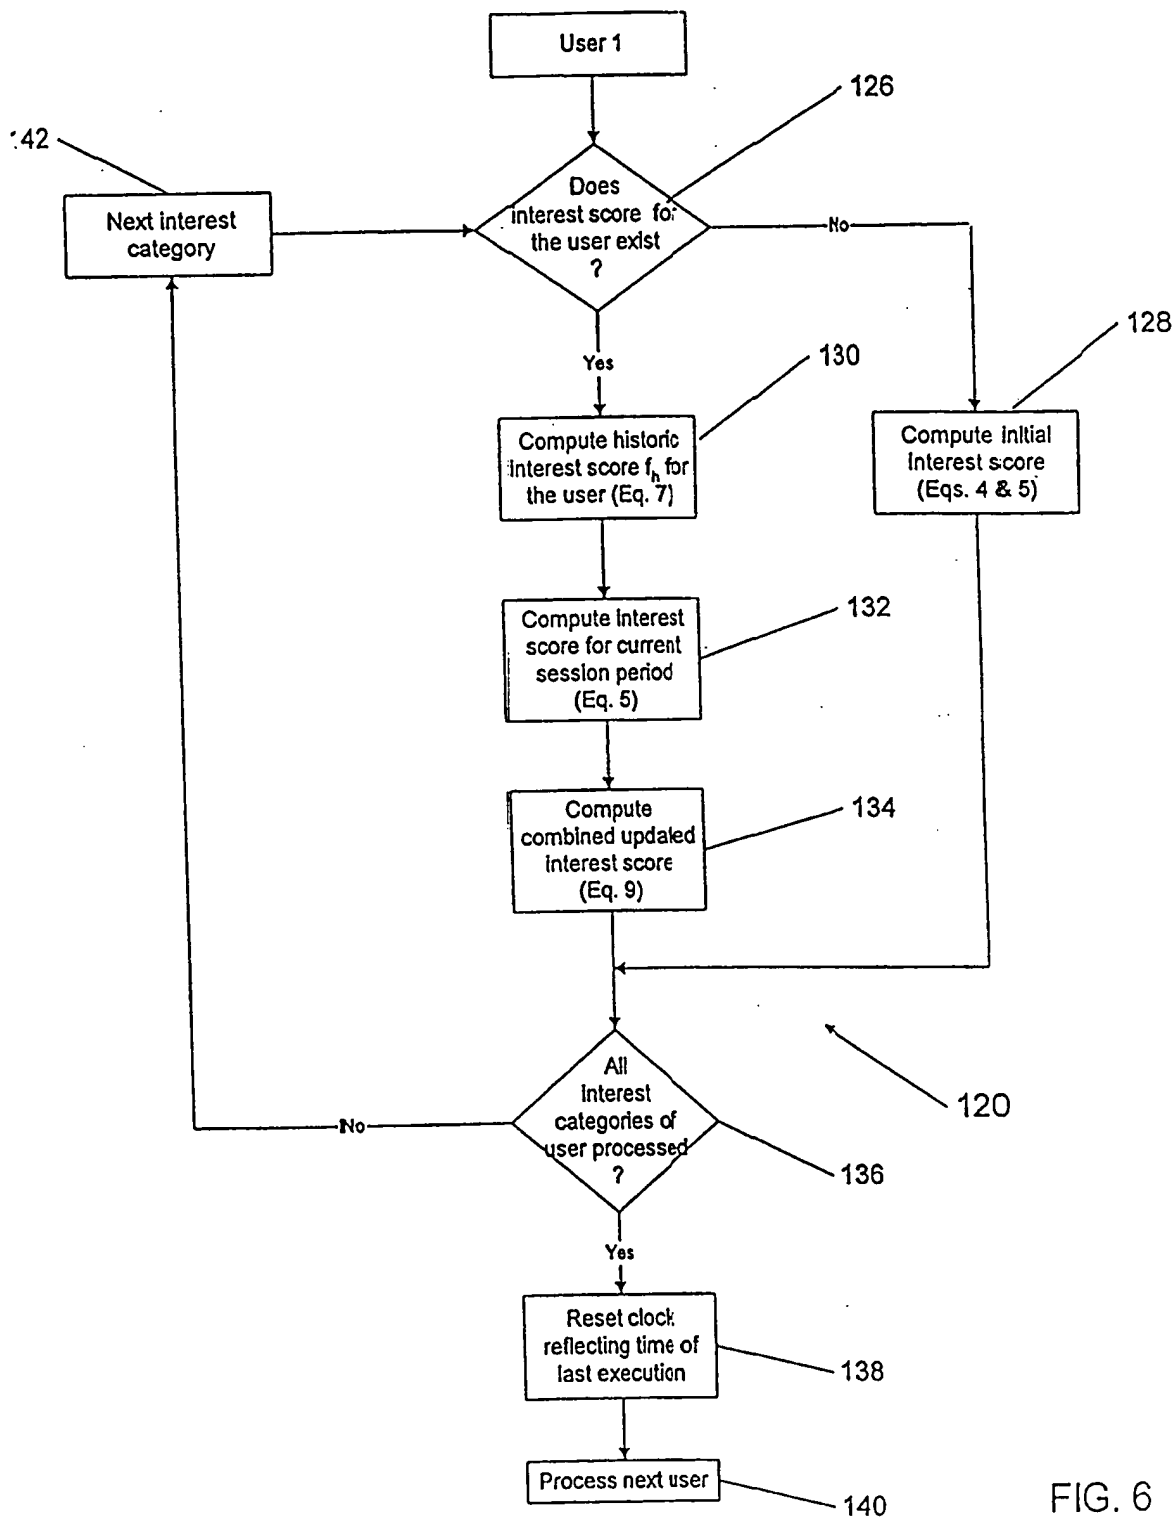 User 1
126
:42
Next interest
category
Does
interest score for
the user exist
?
No
128
Yes
130
Compute historic
interest score fh for
the user (Eq. 7)
Compute initial
interest score
(Eqs. 4 & 5)
132
Compute interest
score for current
session period
(Eq. 5)
134
Compute
combined updated
interest score
(Eq. 9)
120
All
interest
categories of
user processed
?
No
136
Yes
Reset clock
reflecting time of
last execution
138
Process next user
140
FIG. 6